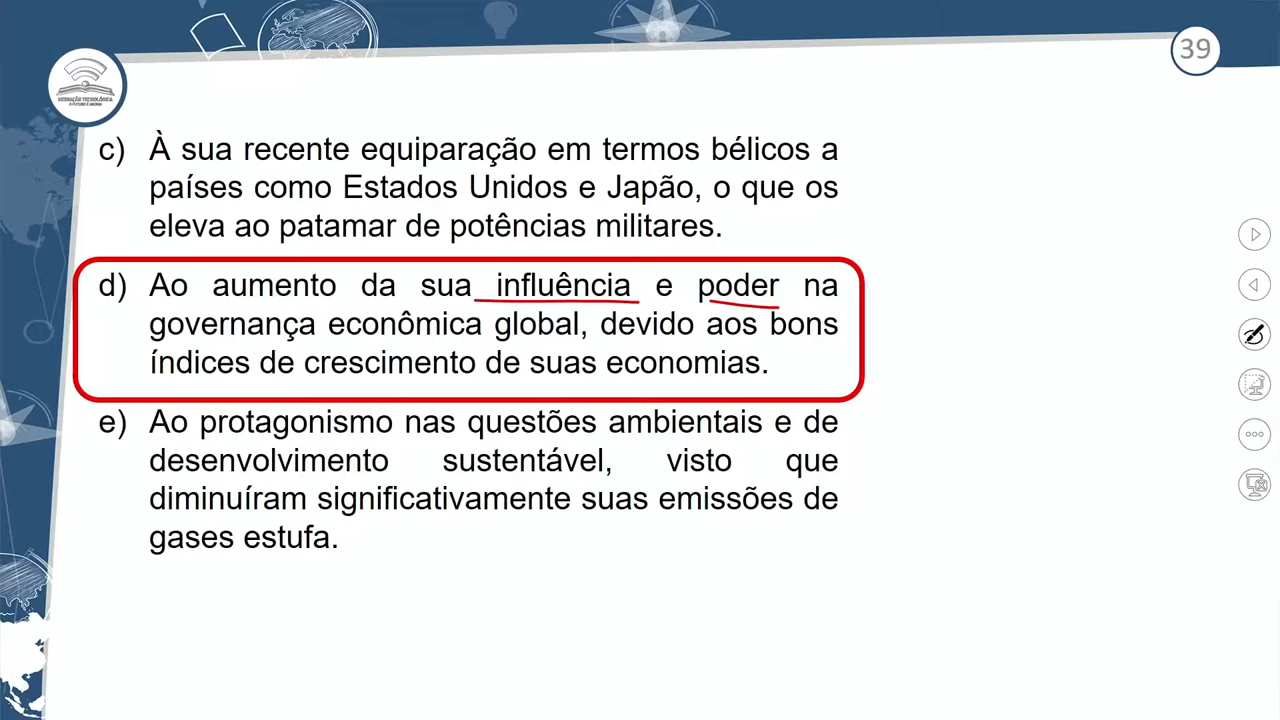 39
MEDIAÇÃO TECNOLÓGICA
c) À sua recente equiparação em termos bélicos a
países como Estados Unidos e Japão, o que os
eleva ao patamar de potências militares.
d) Ao aumento da sua influência e poder na
governança econômica global, devido aos bons
índices de crescimento de suas economias.
e) Ao protagonismo nas questões ambientais e de
desenvolvimento sustentável, visto que
diminuíram significativamente suas emissões de
gases estufa.